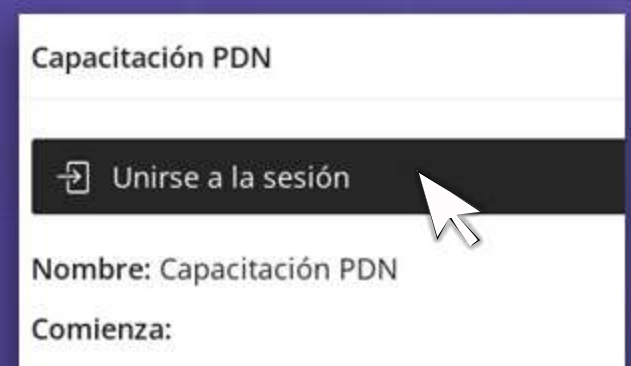 Capacitación PDN
Unirse a la sesión
Nombre: Capacitación PDN
Comienza: